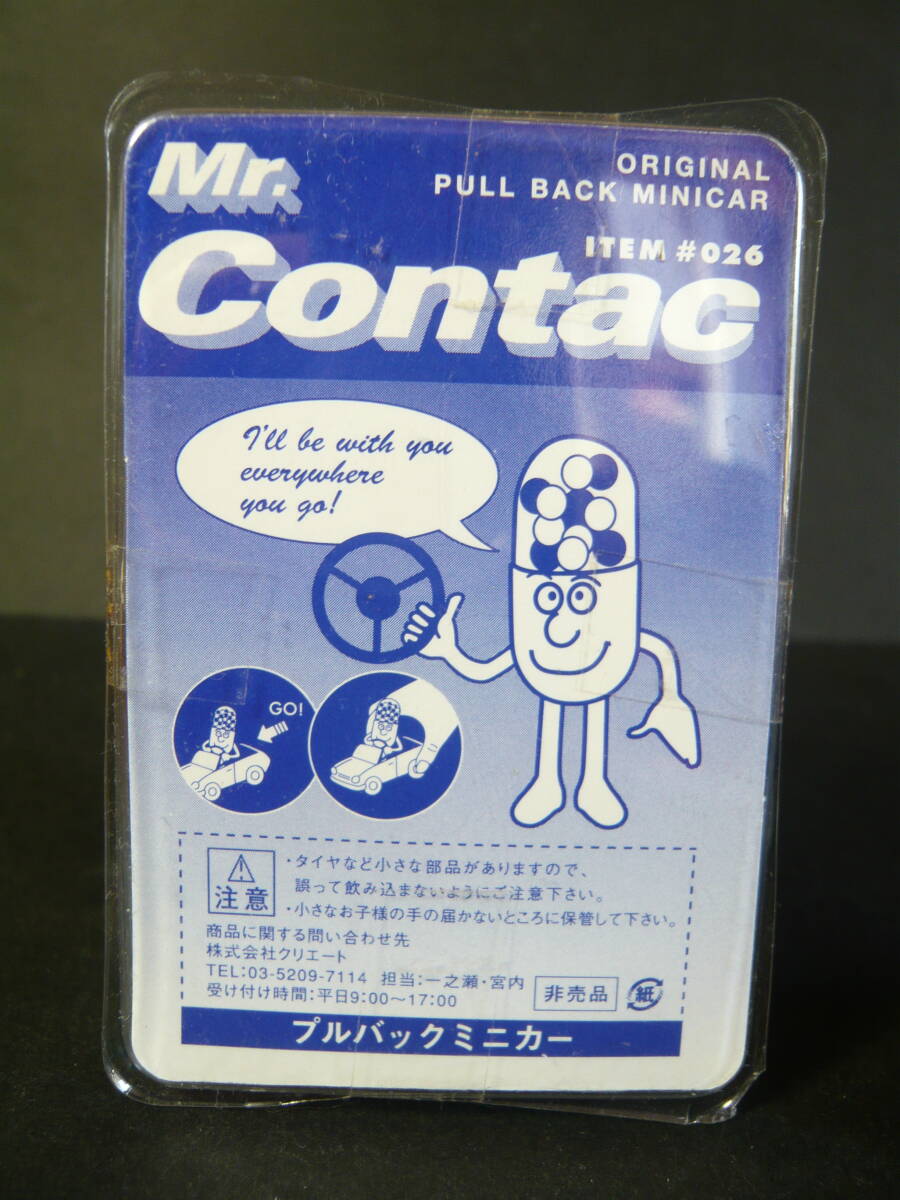 Mr.
ORIGINAL
PULL BACK MINICAR
ITEM #026
Contac
I'll be with you
everywhere
you go!
GO!
注意
・タイヤなど小さな部品がありますので、
誤って飲み込まないようにご注意下さい。
・小さなお子様の手の届かないところに保管して下さい。
商品に関する問い合わせ先
株式会社クリエート
TEL:03-5209-7114 担当:一之瀬・宮内
受け付け時間:平日9:00〜17:00
非売品
紙
プルバックミニカー